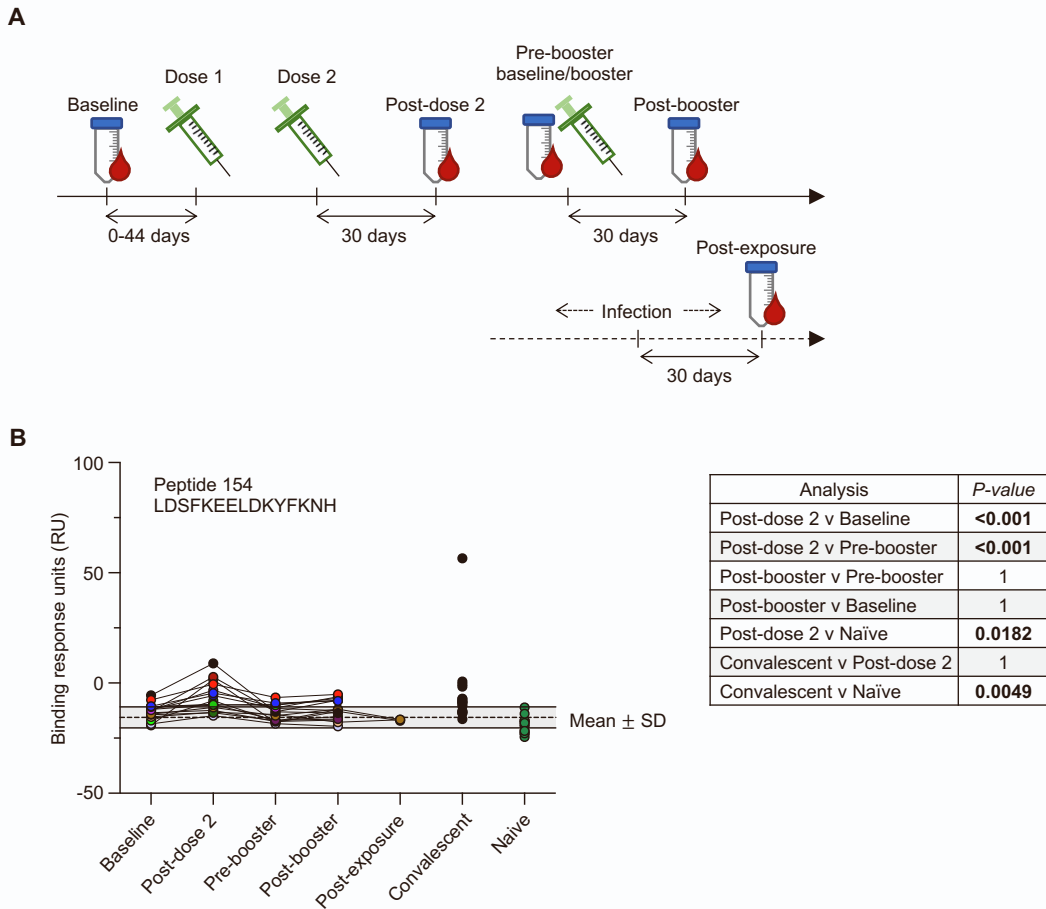 A
Baseline
Dose 1
Dose 2
Post-dose 2
Pre-booster
baseline/booster
Post-booster
0-44 days
30 days
30 days
Post-exposure
Infection
30 days
B
Peptide 154
LDSFKEELDKYFKNH
Binding response units (RU)
100
50
0
-50
Mean ± SD
Baseline
Post-dose 2
Pre-booster
Post-booster
Post-exposure
Convalescent
Naïve
Analysis P-value
Post-dose 2 v Baseline <0.001
Post-dose 2 v Pre-booster <0.001
Post-booster v Pre-booster 1
Post-booster v Baseline 1
Post-dose 2 v Naïve 0.0182
Convalescent v Post-dose 2 1
Convalescent v Naïve 0.0049